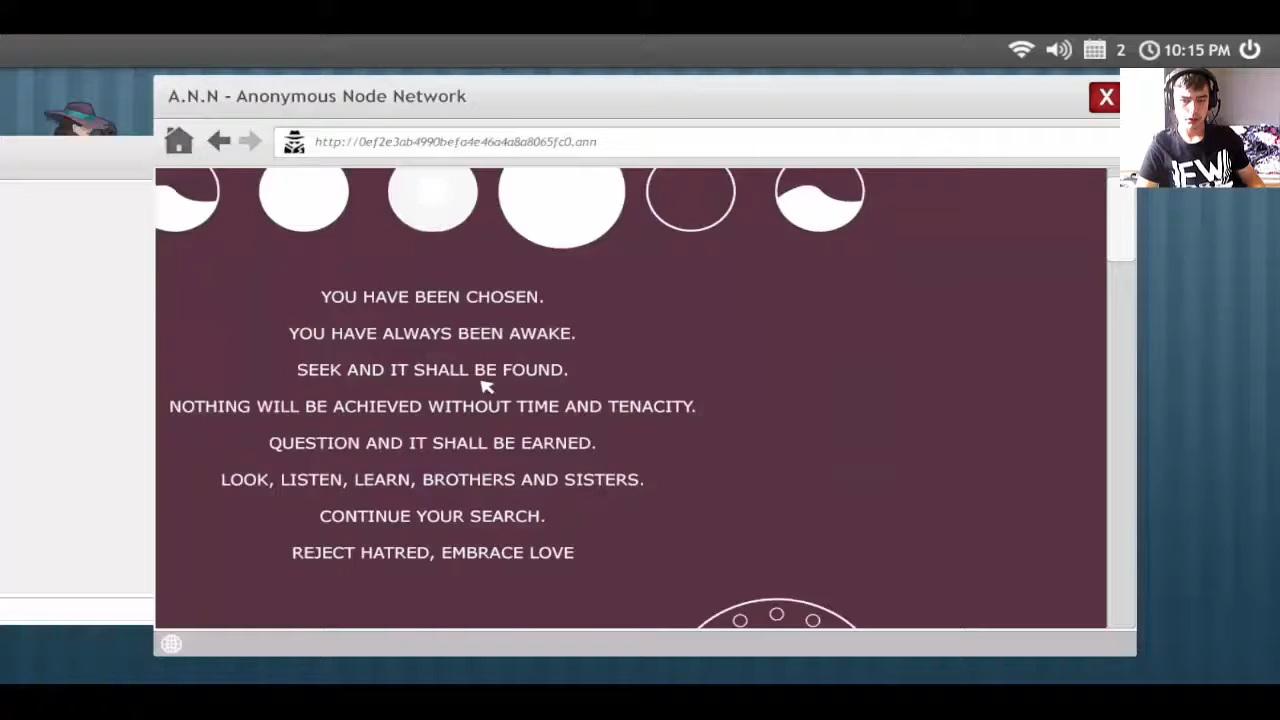 2
10:15 PM
A.N.N - Anonymous Node Network
X
http://0ef2e3ab4990befa4e46a4a8a8065fc0.ann
YOU HAVE BEEN CHOSEN.
YOU HAVE ALWAYS BEEN AWAKE.
SEEK AND IT SHALL BE FOUND.
NOTHING WILL BE ACHIEVED WITHOUT TIME AND TENACITY.
QUESTION AND IT SHALL BE EARNED.
LOOK, LISTEN, LEARN, BROTHERS AND SISTERS.
CONTINUE YOUR SEARCH.
REJECT HATRED, EMBRACE LOVE